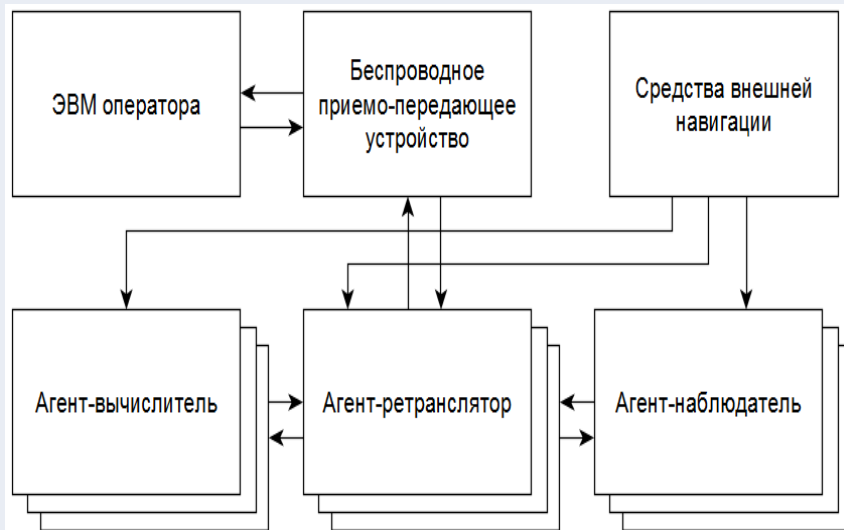 ЭВМ оператора
Беспроводное
приемо-передающее
устройство
Средства внешней
навигации
Агент-вычислитель
Агент-ретранслятор
Агент-наблюдатель